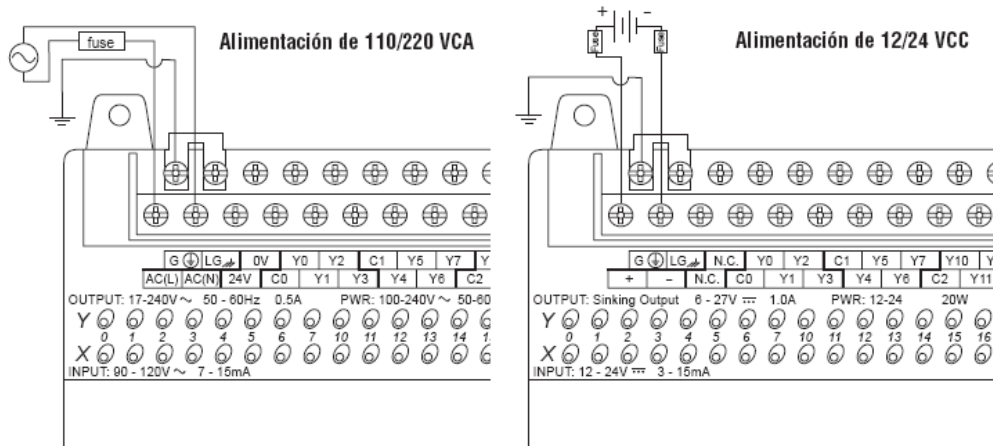 fuse
Alimentación de 110/220 VCA
G LG 0V Y0 Y2 C1 Y5 Y7 Y
AC(L) AC(N) 24V C0 Y1 Y3 Y4 Y6 C2
OUTPUT: 17-240V ~ 50 - 60Hz 0.5A PWR: 100-240V ~ 50-60
Y
0 1 2 3 4 5 6 7 10 11 12 13 14
X
INPUT: 90 - 120V ~ 7 - 15mA
+ −
Fuse Fuse
Alimentación de 12/24 VCC
G LG N.C. Y0 Y2 C1 Y5 Y7 Y10 Y
+ − N.C. C0 Y1 Y3 Y4 Y6 C2 Y11
OUTPUT: Sinking Output 6 - 27V ⎓ 1.0A PWR: 12-24 20W
Y
0 1 2 3 4 5 6 7 10 11 12 13 14 15 16
X
INPUT: 12 - 24V ⎓ 3 - 15mA